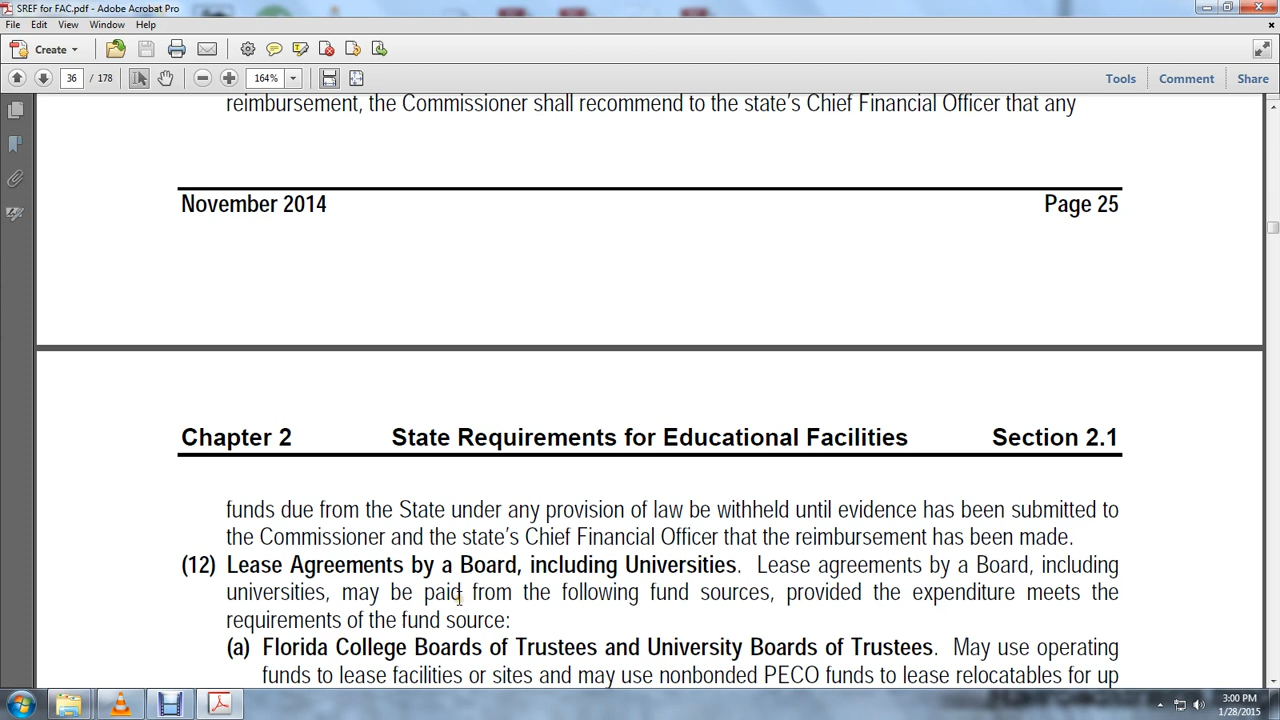 SREF for FAC.pdf - Adobe Acrobat Pro
File Edit View Window Help
Create
36 / 178 164% Tools Comment Share
reimbursement, the Commissioner shall recommend to the state's Chief Financial Officer that any
November 2014 Page 25
Chapter 2 State Requirements for Educational Facilities Section 2.1
funds due from the State under any provision of law be withheld until evidence has been submitted to
the Commissioner and the state's Chief Financial Officer that the reimbursement has been made.
(12) Lease Agreements by a Board, including Universities. Lease agreements by a Board, including
universities, may be paid from the following fund sources, provided the expenditure meets the
requirements of the fund source:
(a) Florida College Boards of Trustees and University Boards of Trustees. May use operating
funds to lease facilities or sites and may use nonbonded PECO funds to lease relocatables for up
3:00 PM
1/28/2015